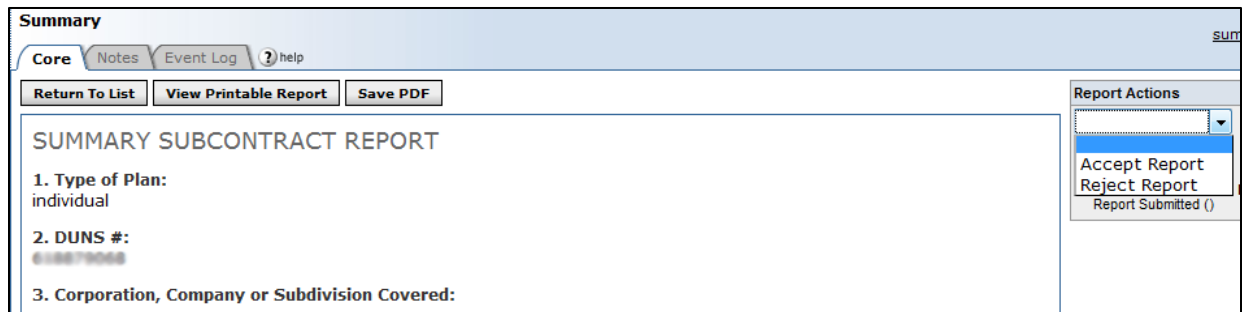 Summary
sum
Core Notes Event Log ? help
Return To List View Printable Report Save PDF
Report Actions
SUMMARY SUBCONTRACT REPORT
Accept Report
Reject Report
Report Submitted ()
1. Type of Plan:
individual
2. DUNS #:
3. Corporation, Company or Subdivision Covered: